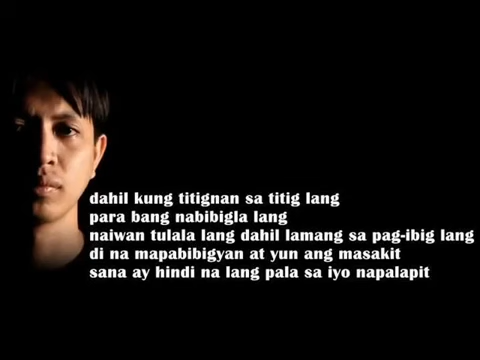 dahil kung titignan sa titig lang
para bang nabibigla lang
naiwan tulala lang dahil lamang sa pag-ibig lang
di na mapabibigyan at yun ang masakit
sana ay hindi na lang pala sa iyo napalapit